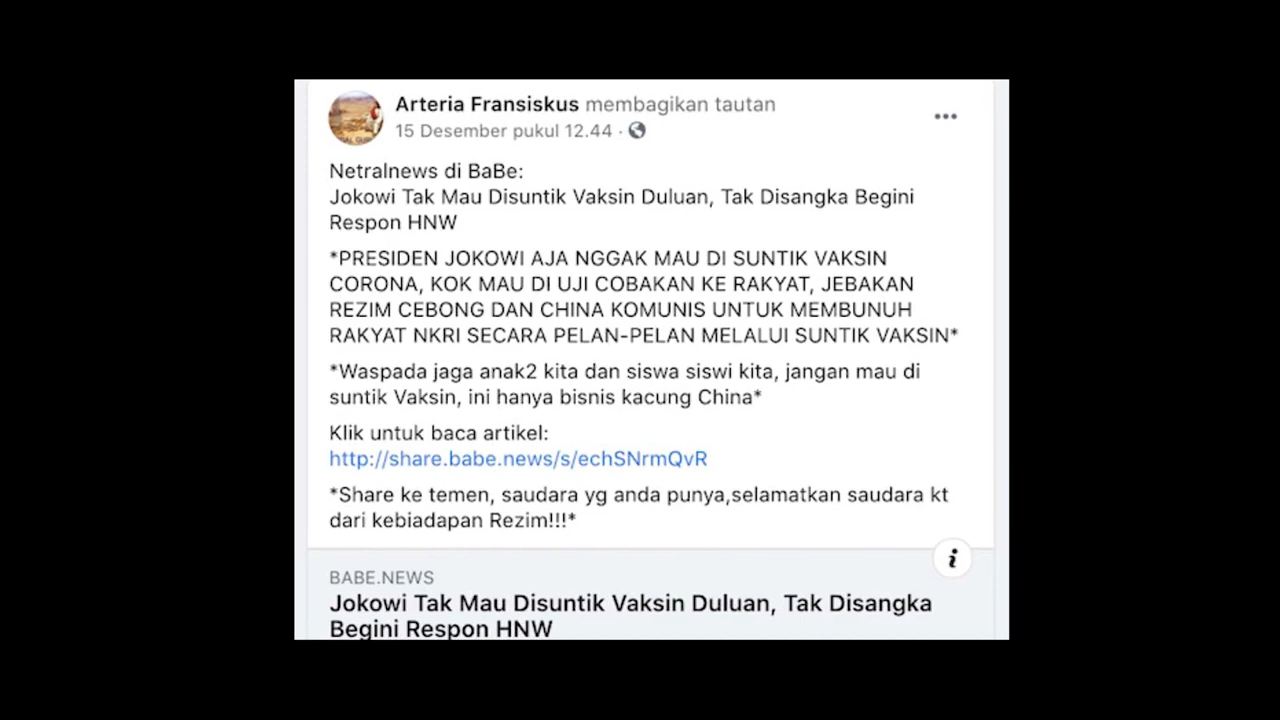 Arteria Fransiskus membagikan tautan
15 Desember pukul 12.44 ·
Netralnews di BaBe:
Jokowi Tak Mau Disuntik Vaksin Duluan, Tak Disangka Begini
Respon HNW
*PRESIDEN JOKOWI AJA NGGAK MAU DI SUNTIK VAKSIN
CORONA, KOK MAU DI UJI COBAKAN KE RAKYAT, JEBAKAN
REZIM CEBONG DAN CHINA KOMUNIS UNTUK MEMBUNUH
RAKYAT NKRI SECARA PELAN-PELAN MELALUI SUNTIK VAKSIN*
*Waspada jaga anak2 kita dan siswa siswi kita, jangan mau di
suntik Vaksin, ini hanya bisnis kacung China*
Klik untuk baca artikel:
http://share.babe.news/s/echSNrmQvR
*Share ke temen, saudara yg anda punya,selamatkan saudara kt
dari kebiadapan Rezim!!!*
BABE.NEWS
Jokowi Tak Mau Disuntik Vaksin Duluan, Tak Disangka
Begini Respon HNW